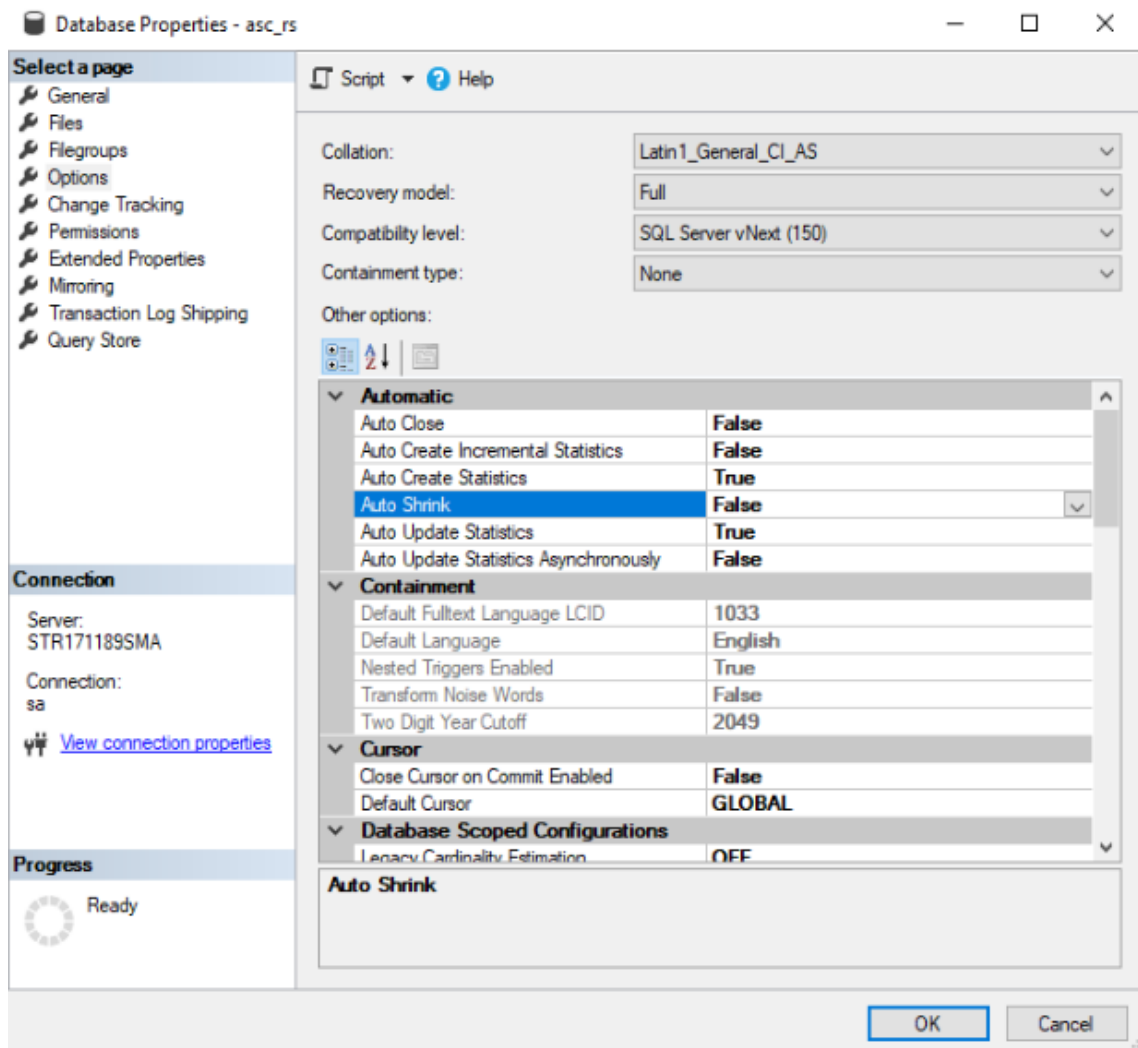 Database Properties - asc_rs
Select a page
General
Files
Filegroups
Options
Change Tracking
Permissions
Extended Properties
Mirroring
Transaction Log Shipping
Query Store
Connection
Server:
STR171189SMA
Connection:
sa
View connection properties
Progress
Ready
Script Help
Collation: Latin1_General_CI_AS
Recovery model: Full
Compatibility level: SQL Server vNext (150)
Containment type: None
Other options:
Automatic
Auto Close False
Auto Create Incremental Statistics False
Auto Create Statistics True
Auto Shrink False
Auto Update Statistics True
Auto Update Statistics Asynchronously False
Containment
Default Fulltext Language LCID 1033
Default Language English
Nested Triggers Enabled True
Transform Noise Words False
Two Digit Year Cutoff 2049
Cursor
Close Cursor on Commit Enabled False
Default Cursor GLOBAL
Database Scoped Configurations
Legacy Cardinality Estimation OFF
Auto Shrink
OK Cancel